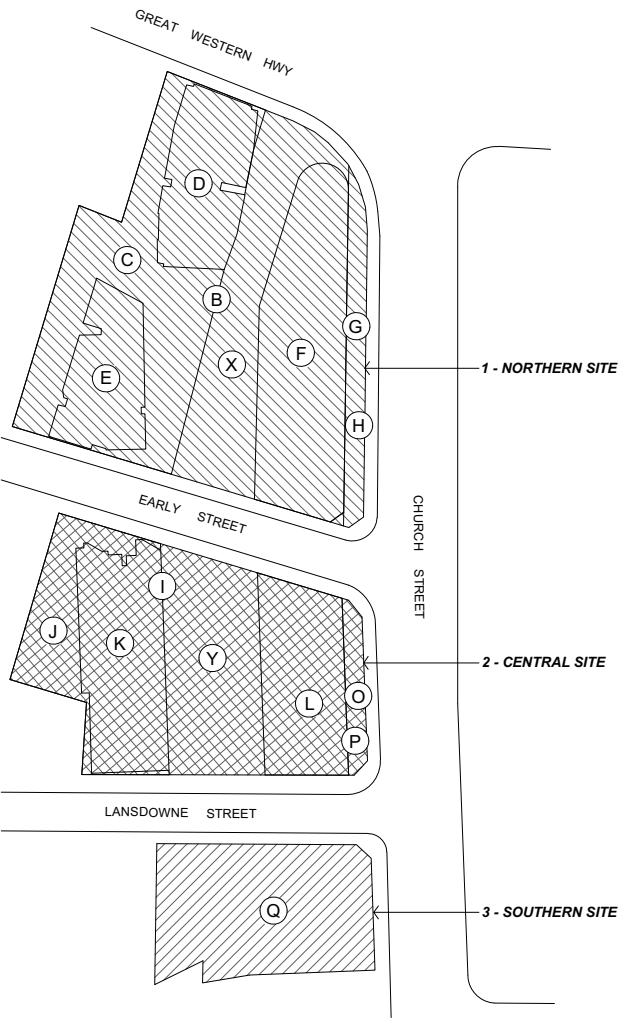 GREAT WESTERN HWY
D
C
B
G
F
X
1 - NORTHERN SITE
E
H
EARLY STREET
CHURCH STREET
I
J
K
Y
2 - CENTRAL SITE
L
O
P
LANSDOWNE STREET
Q
3 - SOUTHERN SITE